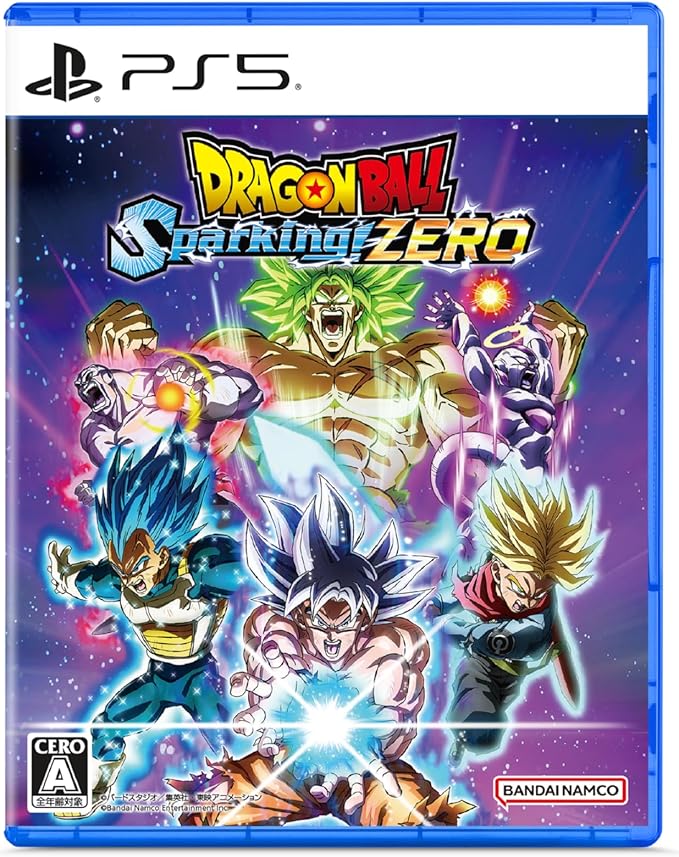 PS5
DRAGON BALL
Sparking! ZERO
CERO
A
全年齢対象
©バードスタジオ／集英社・東映アニメーション
©Bandai Namco Entertainment Inc.
BANDAI NAMCO